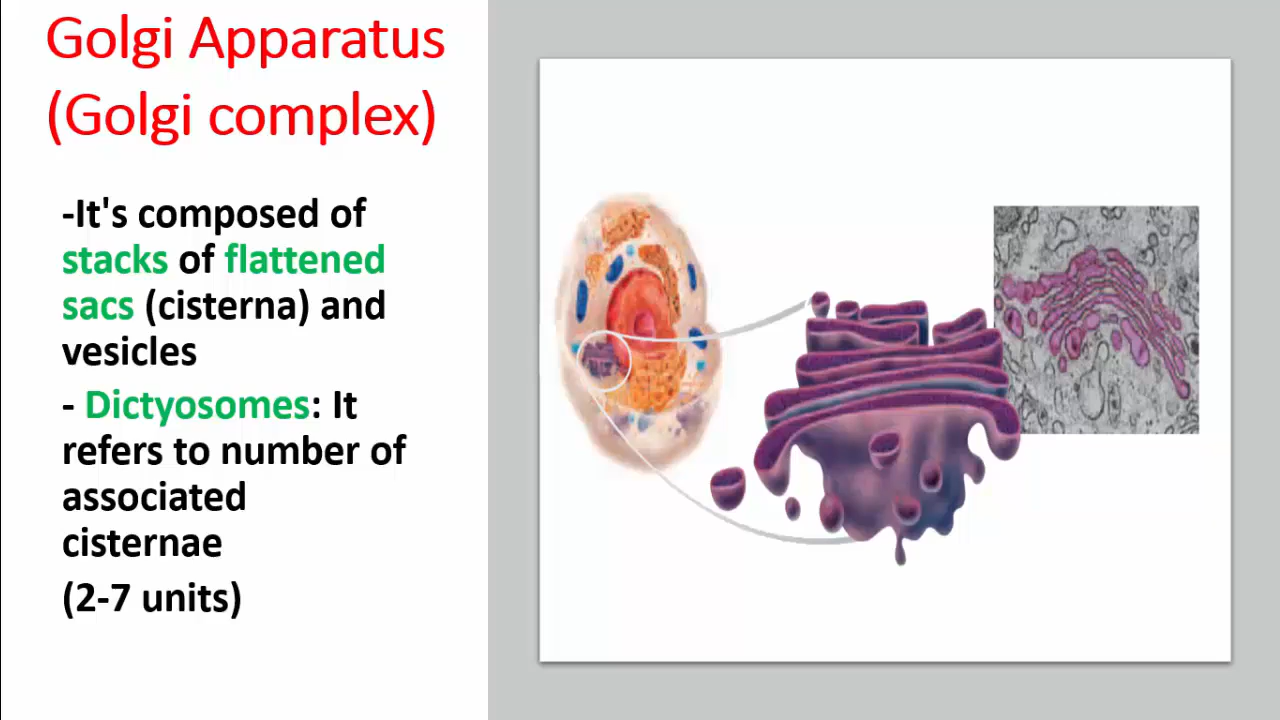 Golgi Apparatus
(Golgi complex)
-It's composed of
stacks of flattened
sacs (cisterna) and
vesicles
- Dictyosomes: It
refers to number of
associated
cisternae
(2-7 units)